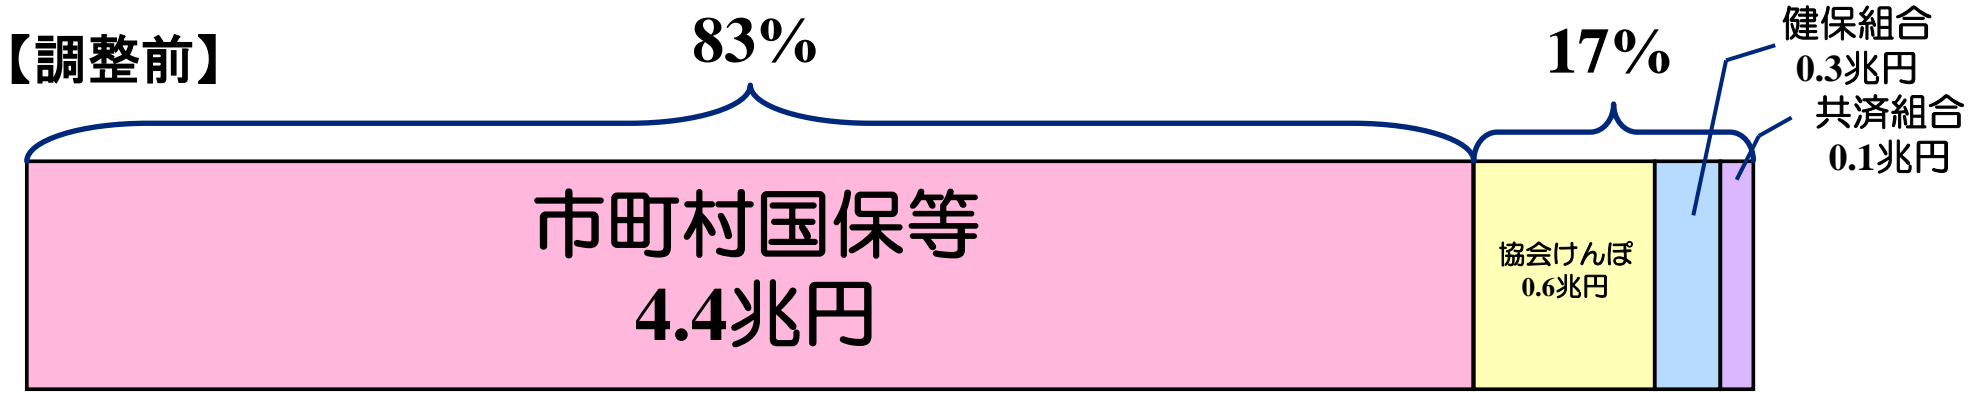 【調整前】
83%
17%
健保組合
0.3兆円
共済組合
0.1兆円
市町村国保等
4.4兆円
協会けんぽ
0.6兆円